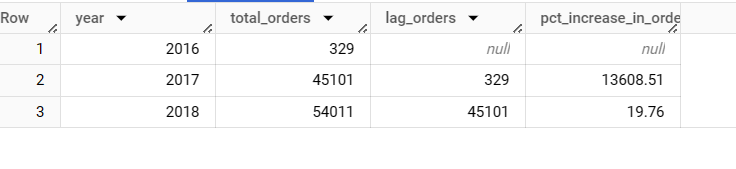 Row year total_orders lag_orders pct_increase_in_orde
1 2016 329 null null
2 2017 45101 329 13608.51
3 2018 54011 45101 19.76